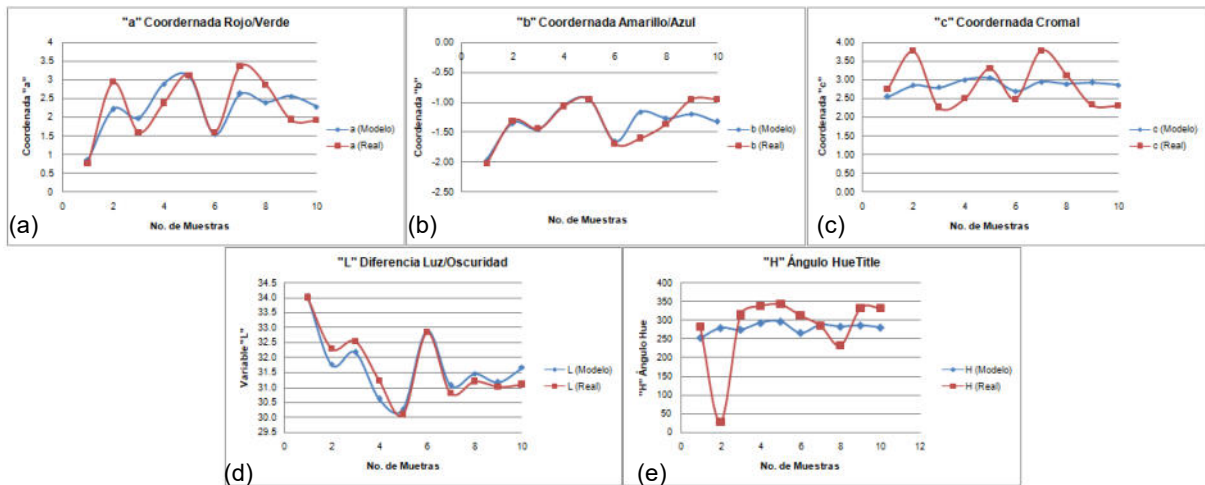 "a" Coordernada Rojo/Verde
Coordenada "a"
4
3.5
3
2.5
2
1.5
1
0.5
0
0 2 4 6 8 10
No. de Muestras
a (Modelo)
a (Real)
(a)
"b" Coordernada Amarillo/Azul
Coordenada "b"
0.00
-0.50
-1.00
-1.50
-2.00
-2.50
0 2 4 6 8 10
No. de Muestras
b (Modelo)
b (Real)
(b)
"c" Coordernada Cromal
Coordenada "c"
4.00
3.50
3.00
2.50
2.00
1.50
1.00
0.50
0.00
0 2 4 6 8 10
No. de Muestras
c (Modelo)
c (Real)
(c)
"L" Diferencia Luz/Oscuridad
Variable "L"
34.5
34.0
33.5
33.0
32.5
32.0
31.5
31.0
30.5
30.0
29.5
0 2 4 6 8 10
No. de Muetras
L (Modelo)
L (Real)
(d)
"H" Ángulo HueTitle
"H" Ángulo Hue
400
350
300
250
200
150
100
50
0
0 2 4 6 8 10 12
No. de Muestras
H (Modelo)
H (Real)
(e)